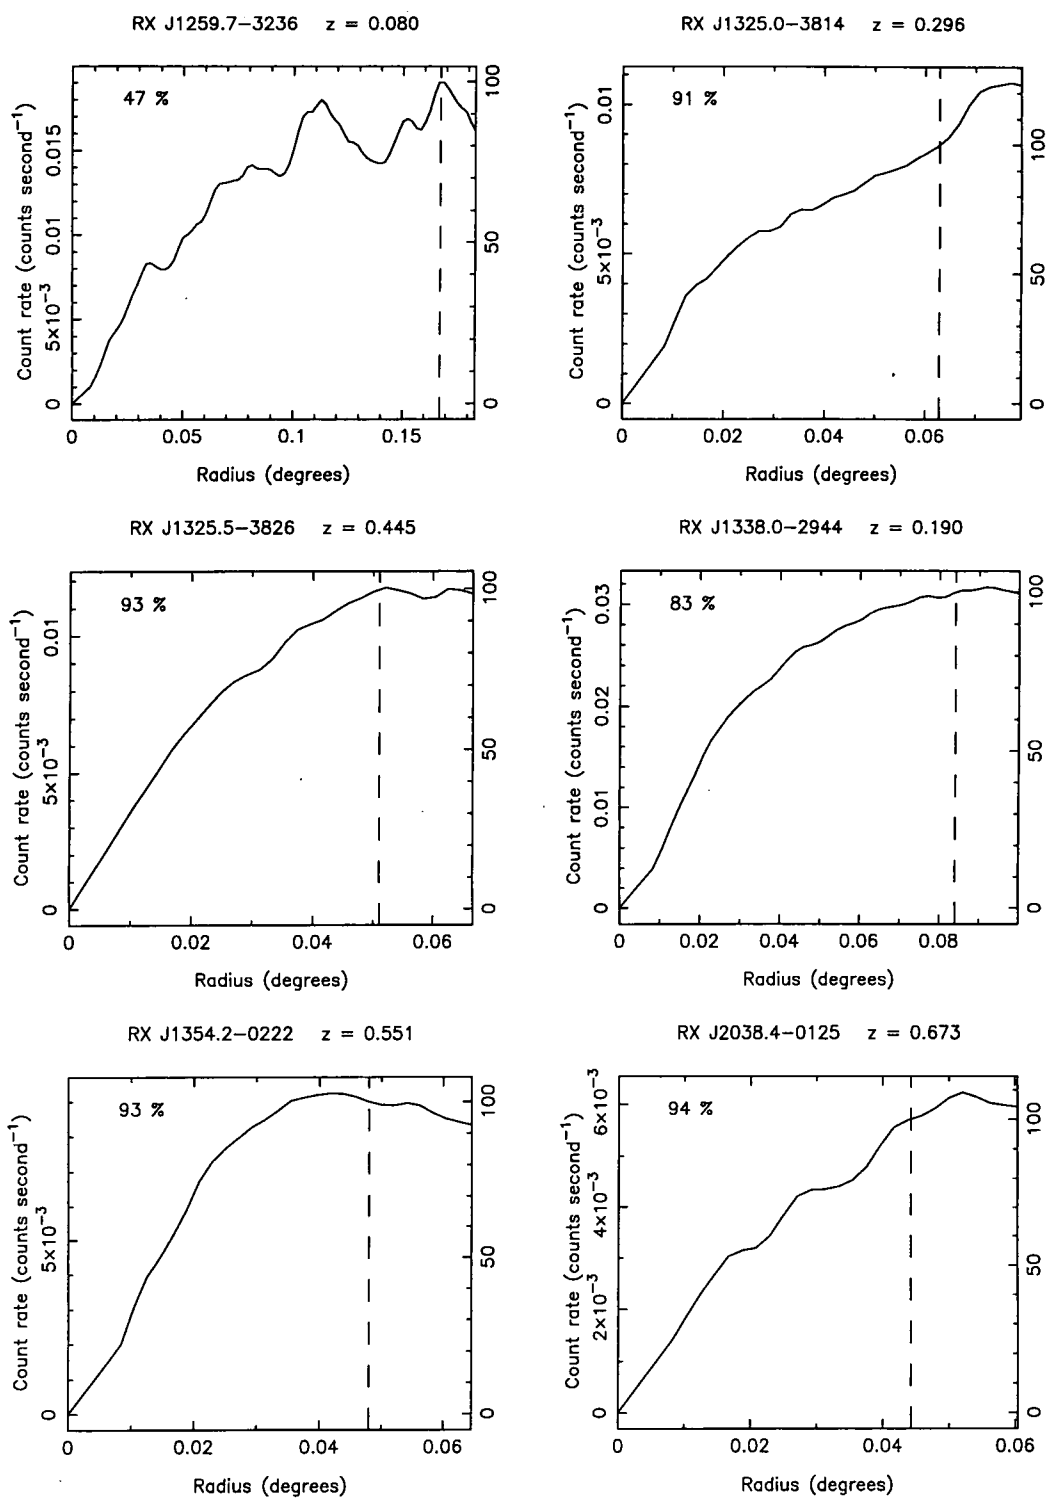 RX J1259.7−3236 z = 0.080
47 %
Count rate (counts second⁻¹)
0 5×10⁻³ 0.01 0.015
0 50 100
0 0.05 0.1 0.15
Radius (degrees)
RX J1325.0−3814 z = 0.296
91 %
Count rate (counts second⁻¹)
0 5×10⁻³ 0.01
0 50 100
0 0.02 0.04 0.06
Radius (degrees)
RX J1325.5−3826 z = 0.445
93 %
Count rate (counts second⁻¹)
0 5×10⁻³ 0.01
0 50 100
0 0.02 0.04 0.06
Radius (degrees)
RX J1338.0−2944 z = 0.190
83 %
Count rate (counts second⁻¹)
0 0.01 0.02 0.03
0 50 100
0 0.02 0.04 0.06 0.08
Radius (degrees)
RX J1354.2−0222 z = 0.551
93 %
Count rate (counts second⁻¹)
0 5×10⁻³
0 50 100
0 0.02 0.04 0.06
Radius (degrees)
RX J2038.4−0125 z = 0.673
94 %
Count rate (counts second⁻¹)
0 2×10⁻³ 4×10⁻³ 6×10⁻³
0 50 100
0 0.02 0.04 0.06
Radius (degrees)